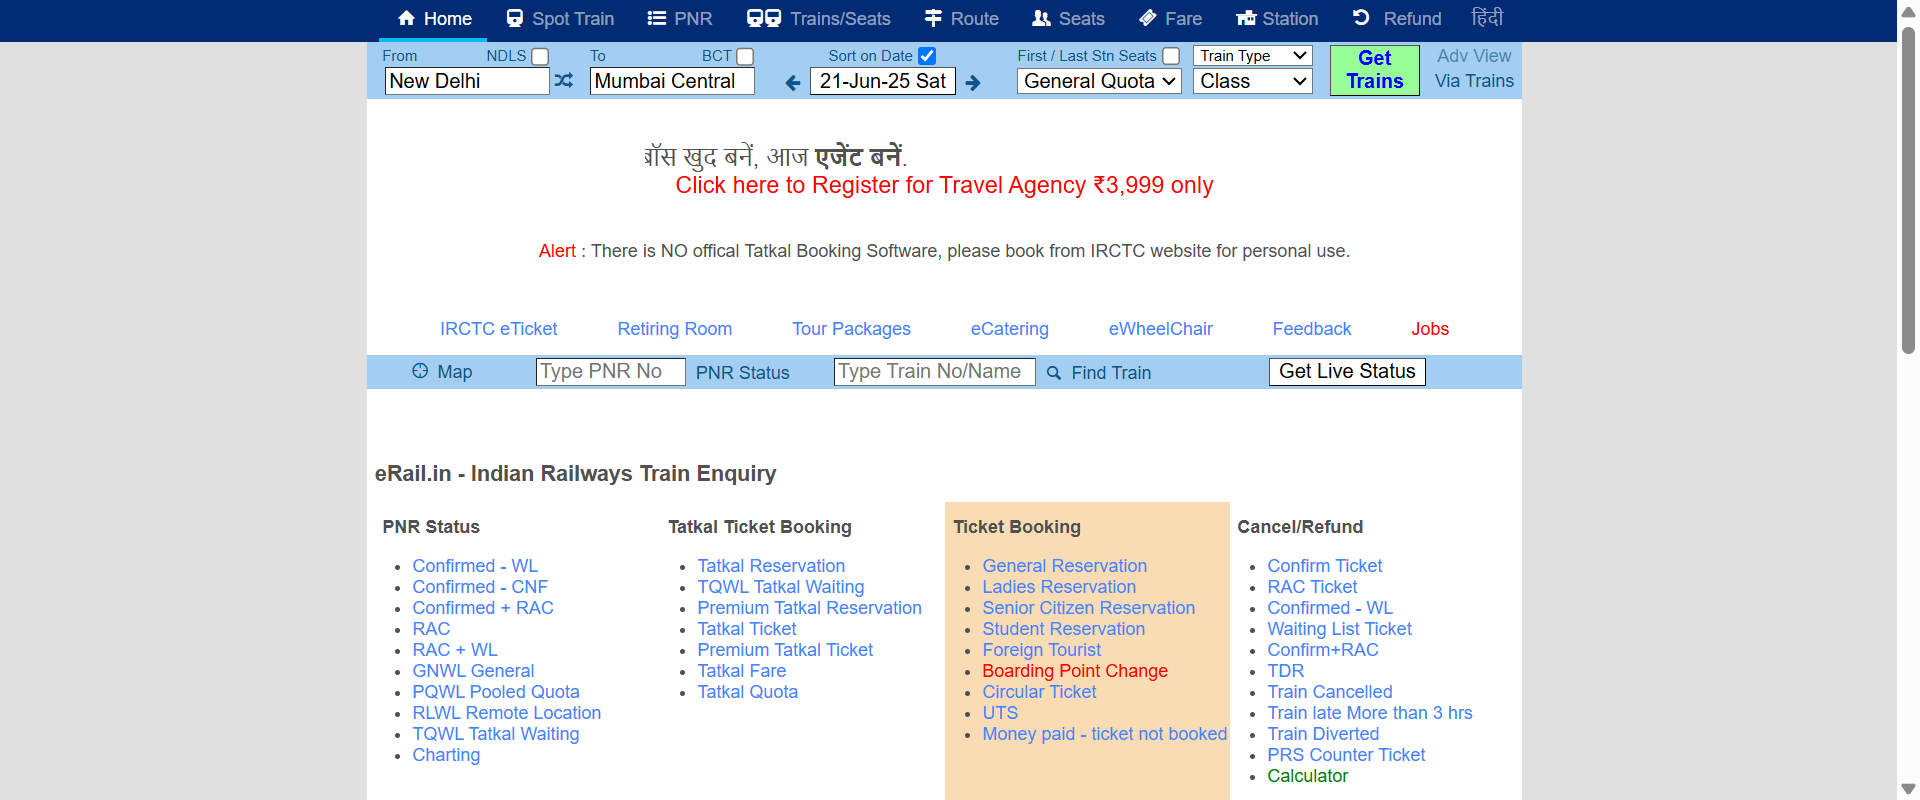 Home Spot Train PNR Trains/Seats Route Seats Fare Station Refund हिंदी
From NDLS To BCT Sort on Date First / Last Stn Seats Train Type Get Trains Adv View
New Delhi Mumbai Central 21-Jun-25 Sat General Quota Class Via Trains
बॉस खुद बनें, आज एजेंट बनें.
Click here to Register for Travel Agency ₹3,999 only
Alert : There is NO offical Tatkal Booking Software, please book from IRCTC website for personal use.
IRCTC eTicket Retiring Room Tour Packages eCatering eWheelChair Feedback Jobs
Map Type PNR No PNR Status Type Train No/Name Find Train Get Live Status
eRail.in - Indian Railways Train Enquiry
PNR Status
Confirmed - WL
Confirmed - CNF
Confirmed + RAC
RAC
RAC + WL
GNWL General
PQWL Pooled Quota
RLWL Remote Location
TQWL Tatkal Waiting
Charting
Tatkal Ticket Booking
Tatkal Reservation
TQWL Tatkal Waiting
Premium Tatkal Reservation
Tatkal Ticket
Premium Tatkal Ticket
Tatkal Fare
Tatkal Quota
Ticket Booking
General Reservation
Ladies Reservation
Senior Citizen Reservation
Student Reservation
Foreign Tourist
Boarding Point Change
Circular Ticket
UTS
Money paid - ticket not booked
Cancel/Refund
Confirm Ticket
RAC Ticket
Confirmed - WL
Waiting List Ticket
Confirm+RAC
TDR
Train Cancelled
Train late More than 3 hrs
Train Diverted
PRS Counter Ticket
Calculator